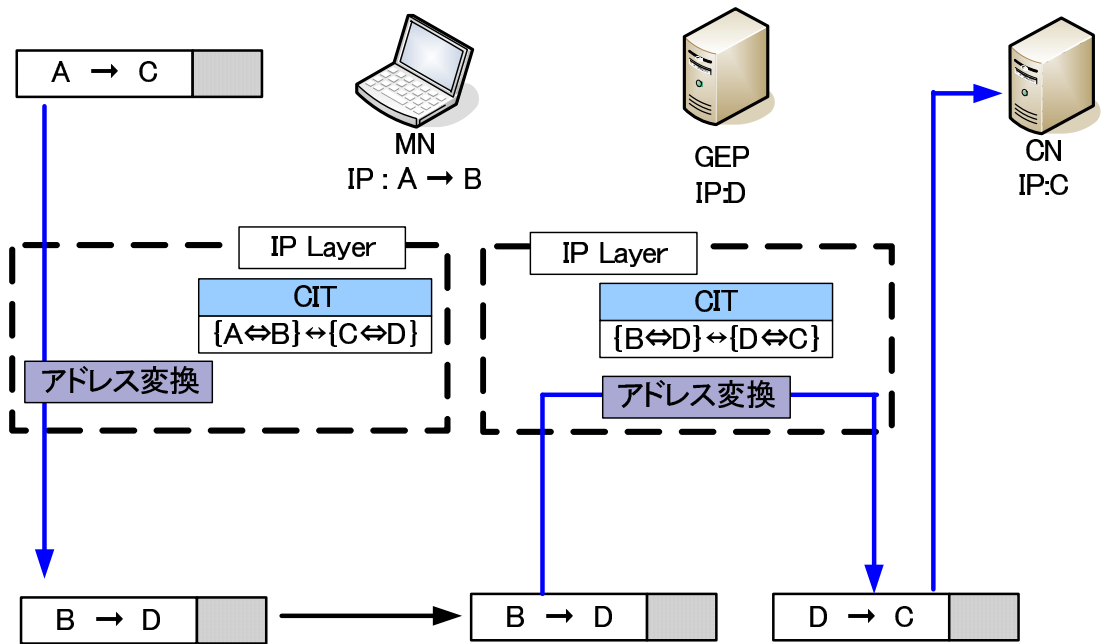 A → C
MN
IP : A → B
GEP
IP:D
CN
IP:C
IP Layer
CIT
{A⇔B}↔{C⇔D}
アドレス変換
IP Layer
CIT
{B⇔D}↔{D⇔C}
アドレス変換
B → D
B → D
D → C